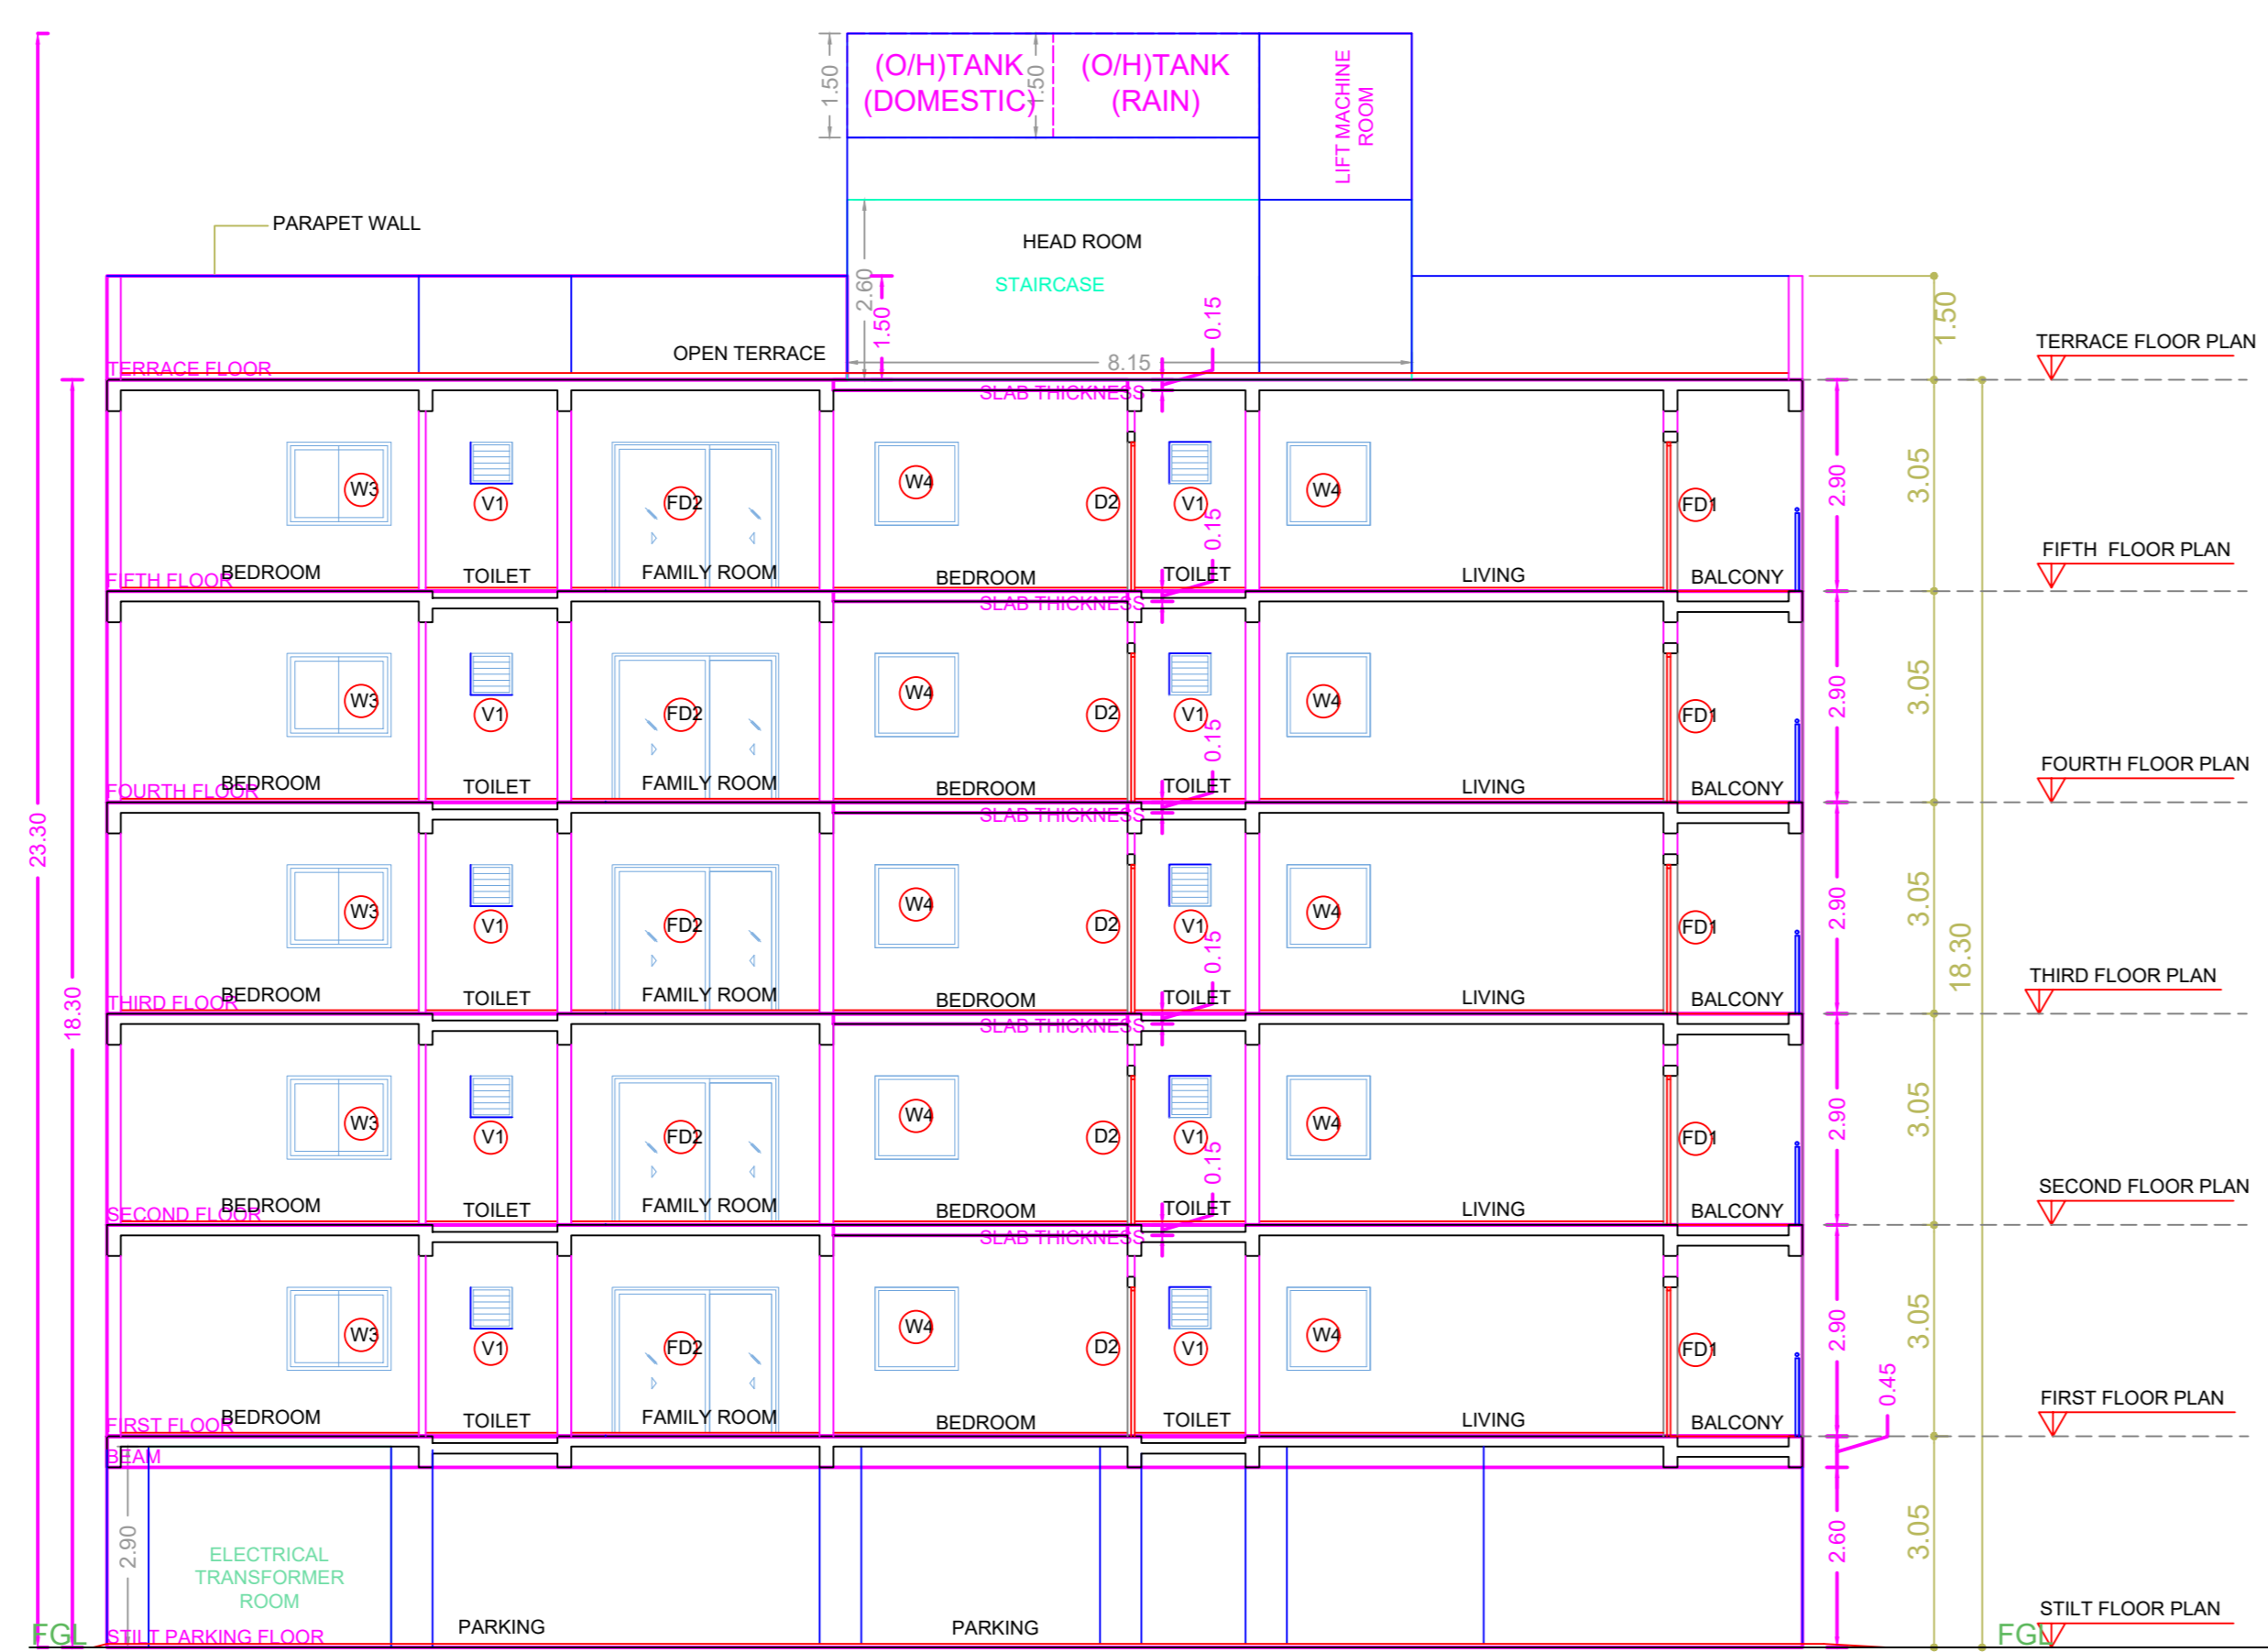 (O/H)TANK
(DOMESTIC)
(O/H)TANK
(RAIN)
LIFT MACHINE
ROOM
1.50
1.50
PARAPET WALL
HEAD ROOM
STAIRCASE
2.60
1.50
0.15
1.50
OPEN TERRACE
8.15
TERRACE FLOOR
TERRACE FLOOR PLAN
SLAB THICKNESS
W3
V1
FD2
W4
D2
V1
W4
FD1
2.90
3.05
0.15
BEDROOM
TOILET
FAMILY ROOM
BEDROOM
TOILET
LIVING
BALCONY
FIFTH FLOOR
FIFTH FLOOR PLAN
SLAB THICKNESS
W3
V1
FD2
W4
D2
V1
W4
FD1
2.90
3.05
0.15
BEDROOM
TOILET
FAMILY ROOM
BEDROOM
TOILET
LIVING
BALCONY
FOURTH FLOOR
FOURTH FLOOR PLAN
SLAB THICKNESS
23.30
W3
V1
FD2
W4
D2
V1
W4
FD1
2.90
3.05
0.15
18.30
18.30
BEDROOM
TOILET
FAMILY ROOM
BEDROOM
TOILET
LIVING
BALCONY
THIRD FLOOR
THIRD FLOOR PLAN
SLAB THICKNESS
W3
V1
FD2
W4
D2
V1
W4
FD1
2.90
3.05
0.15
BEDROOM
TOILET
FAMILY ROOM
BEDROOM
TOILET
LIVING
BALCONY
SECOND FLOOR
SECOND FLOOR PLAN
SLAB THICKNESS
W3
V1
FD2
W4
D2
V1
W4
FD1
2.90
3.05
0.45
BEDROOM
TOILET
FAMILY ROOM
BEDROOM
TOILET
LIVING
BALCONY
FIRST FLOOR
FIRST FLOOR PLAN
BEAM
2.90
ELECTRICAL
TRANSFORMER
ROOM
2.60
3.05
PARKING
PARKING
STILT PARKING FLOOR
STILT FLOOR PLAN
FGL
FGL